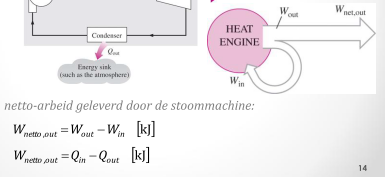 Condenser
Q_out
Energy sink
(such as the atmosphere)
W_out
W_net,out
HEAT
ENGINE
W_in
netto-arbeid geleverd door de stoommachine:
W_netto,out = W_out − W_in [kJ]
W_netto,out = Q_in − Q_out [kJ]
14